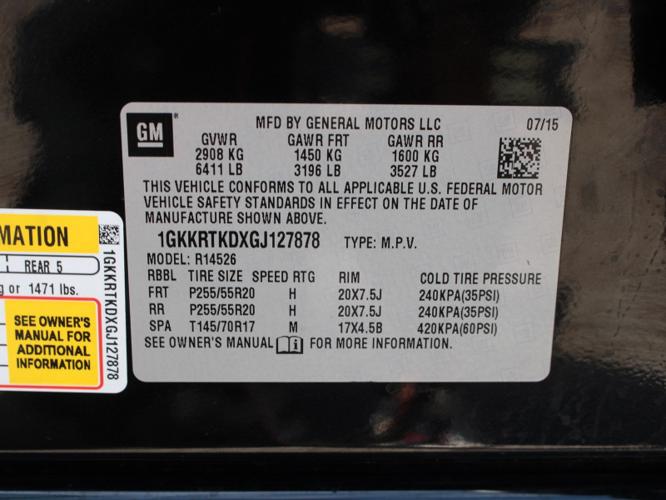 GM
MFD BY GENERAL MOTORS LLC 07/15
GVWR GAWR FRT GAWR RR
2908 KG 1450 KG 1600 KG
6411 LB 3196 LB 3527 LB
THIS VEHICLE CONFORMS TO ALL APPLICABLE U.S. FEDERAL MOTOR
VEHICLE SAFETY STANDARDS IN EFFECT ON THE DATE OF
MANUFACTURE SHOWN ABOVE.
1GKKRTKDXGJ127878 TYPE: M.P.V.
MODEL: R14526
RBBL TIRE SIZE SPEED RTG RIM COLD TIRE PRESSURE
FRT P255/55R20 H 20X7.5J 240KPA(35PSI)
RR P255/55R20 H 20X7.5J 240KPA(35PSI)
SPA T145/70R17 M 17X4.5B 420KPA(60PSI)
SEE OWNER'S MANUAL FOR MORE INFORMATION.
MATION
REAR 5
g or 1471 lbs.
SEE OWNER'S
MANUAL FOR
ADDITIONAL
INFORMATION
1GKKRTKDXGJ127878